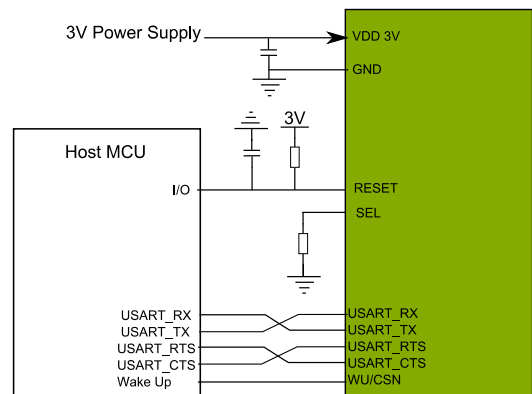 3V Power Supply
VDD 3V
GND
3V
Host MCU
I/O
RESET
SEL
USART_RX
USART_TX
USART_RTS
USART_CTS
Wake Up
USART_RX
USART_TX
USART_RTS
USART_CTS
WU/CSN